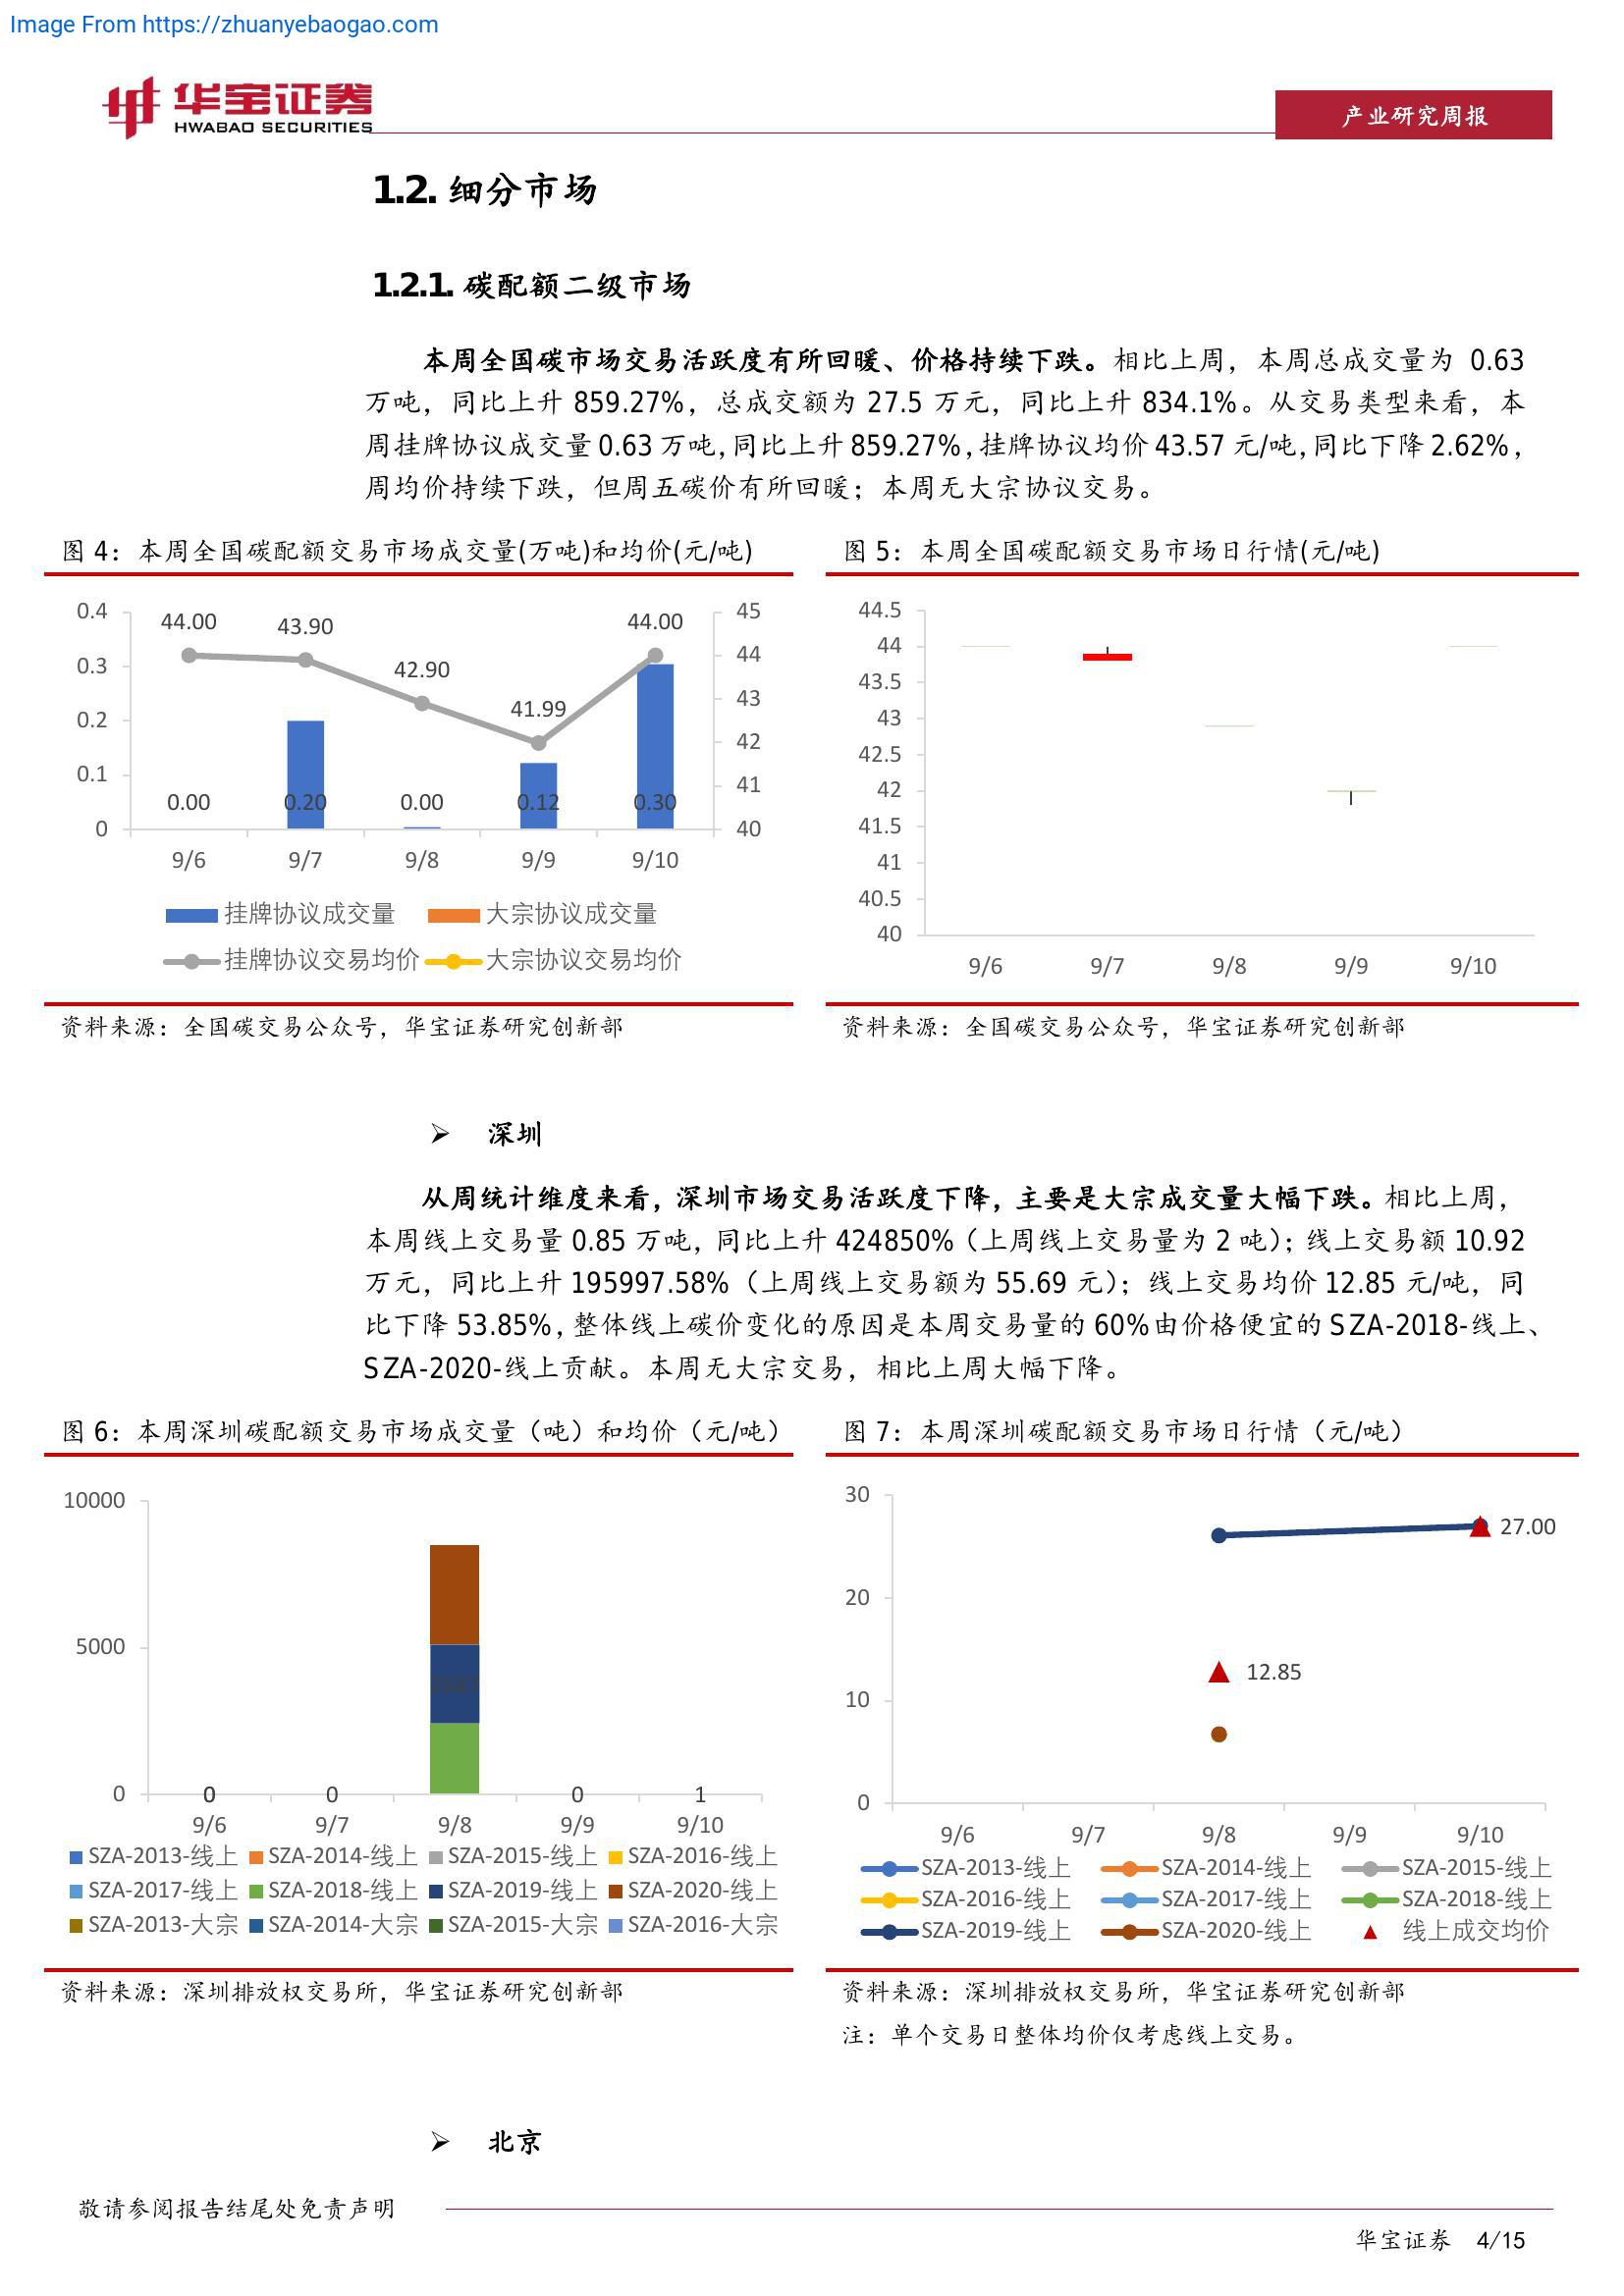 Image From https://zhuanyebaogao.com
华宝证券
HWABAO SECURITIES
产业研究周报
1.2. 细分市场
1.2.1. 碳配额二级市场
本周全国碳市场交易活跃度有所回暖、价格持续下跌。相比上周，本周总成交量为 0.63
万吨，同比上升 859.27%，总成交额为 27.5 万元，同比上升 834.1%。从交易类型来看，本
周挂牌协议成交量 0.63 万吨，同比上升 859.27%，挂牌协议均价 43.57 元/吨，同比下降 2.62%，
周均价持续下跌，但周五碳价有所回暖；本周无大宗协议交易。
图 4：本周全国碳配额交易市场成交量(万吨)和均价(元/吨)
0.4
0.3
0.2
0.1
0
44.00
43.90
42.90
41.99
44.00
0.00
0.20
0.00
0.12
0.30
45
44
43
42
41
40
9/6
9/7
9/8
9/9
9/10
挂牌协议成交量
大宗协议成交量
挂牌协议交易均价
大宗协议交易均价
资料来源：全国碳交易公众号，华宝证券研究创新部
图 5：本周全国碳配额交易市场日行情(元/吨)
44.5
44
43.5
43
42.5
42
41.5
41
40.5
40
9/6
9/7
9/8
9/9
9/10
资料来源：全国碳交易公众号，华宝证券研究创新部
➢ 深圳
从周统计维度来看，深圳市场交易活跃度下降，主要是大宗成交量大幅下跌。相比上周，
本周线上交易量 0.85 万吨，同比上升 424850%（上周线上交易量为 2 吨）；线上交易额 10.92
万元，同比上升 195997.58%（上周线上交易额为 55.69 元）；线上交易均价 12.85 元/吨，同
比下降 53.85%，整体线上碳价变化的原因是本周交易量的 60%由价格便宜的 SZA-2018-线上、
SZA-2020-线上贡献。本周无大宗交易，相比上周大幅下降。
图 6：本周深圳碳配额交易市场成交量（吨）和均价（元/吨）
10000
5000
0
0
0
0
1
9/6
9/7
9/8
9/9
9/10
SZA-2013-线上
SZA-2014-线上
SZA-2015-线上
SZA-2016-线上
SZA-2017-线上
SZA-2018-线上
SZA-2019-线上
SZA-2020-线上
SZA-2013-大宗
SZA-2014-大宗
SZA-2015-大宗
SZA-2016-大宗
资料来源：深圳排放权交易所，华宝证券研究创新部
图 7：本周深圳碳配额交易市场日行情（元/吨）
30
20
10
0
27.00
12.85
9/6
9/7
9/8
9/9
9/10
SZA-2013-线上
SZA-2014-线上
SZA-2015-线上
SZA-2016-线上
SZA-2017-线上
SZA-2018-线上
SZA-2019-线上
SZA-2020-线上
线上成交均价
资料来源：深圳排放权交易所，华宝证券研究创新部
注：单个交易日整体均价仅考虑线上交易。
➢ 北京
敬请参阅报告结尾处免责声明
华宝证券 4/15